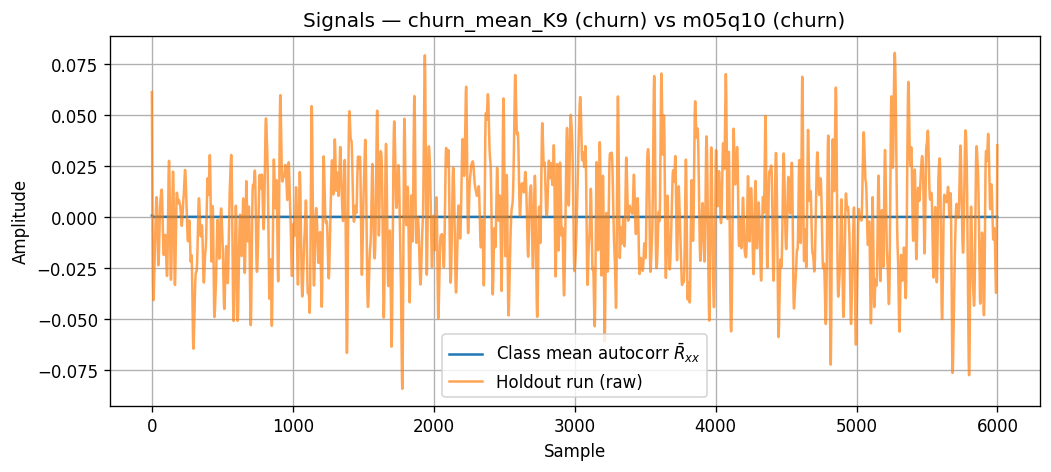 Signals — churn_mean_K9 (churn) vs m05q10 (churn)
Amplitude
0.075
0.050
0.025
0.000
−0.025
−0.050
−0.075
Class mean autocorr R̄xx
Holdout run (raw)
0 1000 2000 3000 4000 5000 6000
Sample